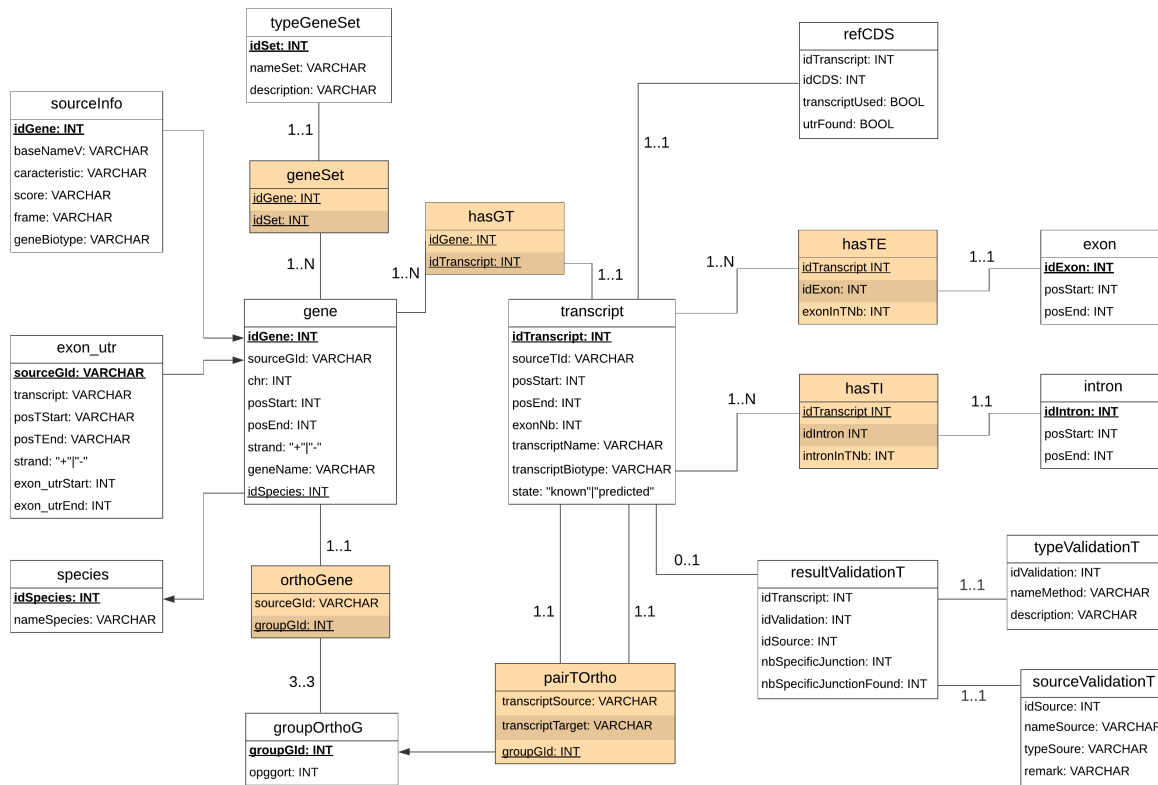 typeGeneSet
idSet: INT
nameSet: VARCHAR
description: VARCHAR
1..1
sourceInfo
idGene: INT
baseNameV: VARCHAR
caracteristic: VARCHAR
score: VARCHAR
frame: VARCHAR
geneBiotype: VARCHAR
geneSet
idGene: INT
idSet: INT
1..N
hasGT
idGene: INT
idTranscript: INT
1..N
1..1
refCDS
idTranscript: INT
idCDS: INT
transcriptUsed: BOOL
utrFound: BOOL
1..1
gene
idGene: INT
sourceGId: VARCHAR
chr: INT
posStart: INT
posEnd: INT
strand: "+"|"-"
geneName: VARCHAR
idSpecies: INT
exon_utr
sourceGId: VARCHAR
transcript: VARCHAR
posTStart: VARCHAR
posTEnd: VARCHAR
strand: "+"|"-"
exon_utrStart: INT
exon_utrEnd: INT
transcript
idTranscript: INT
sourceTId: VARCHAR
posStart: INT
posEnd: INT
exonNb: INT
transcriptName: VARCHAR
transcriptBiotype: VARCHAR
state: "known"|"predicted"
1..N
hasTE
idTranscript INT
idExon: INT
exonInTNb: INT
1..1
exon
idExon: INT
posStart: INT
posEnd: INT
1..N
hasTI
idTranscript INT
idIntron INT
intronInTNb: INT
1.1
intron
idIntron: INT
posStart: INT
posEnd: INT
species
idSpecies: INT
nameSpecies: VARCHAR
1..1
orthoGene
sourceGId: VARCHAR
groupGId: INT
3..3
groupOrthoG
groupGId: INT
opggort: INT
1.1
1.1
pairTOrtho
transcriptSource: VARCHAR
transcriptTarget: VARCHAR
groupGId: INT
0..1
resultValidationT
idTranscript: INT
idValidation: INT
idSource: INT
nbSpecificJunction: INT
nbSpecificJunctionFound: INT
1..1
typeValidationT
idValidation: INT
nameMethod: VARCHAR
description: VARCHAR
1..1
sourceValidationT
idSource: INT
nameSource: VARCHAR
typeSoure: VARCHAR
remark: VARCHAR